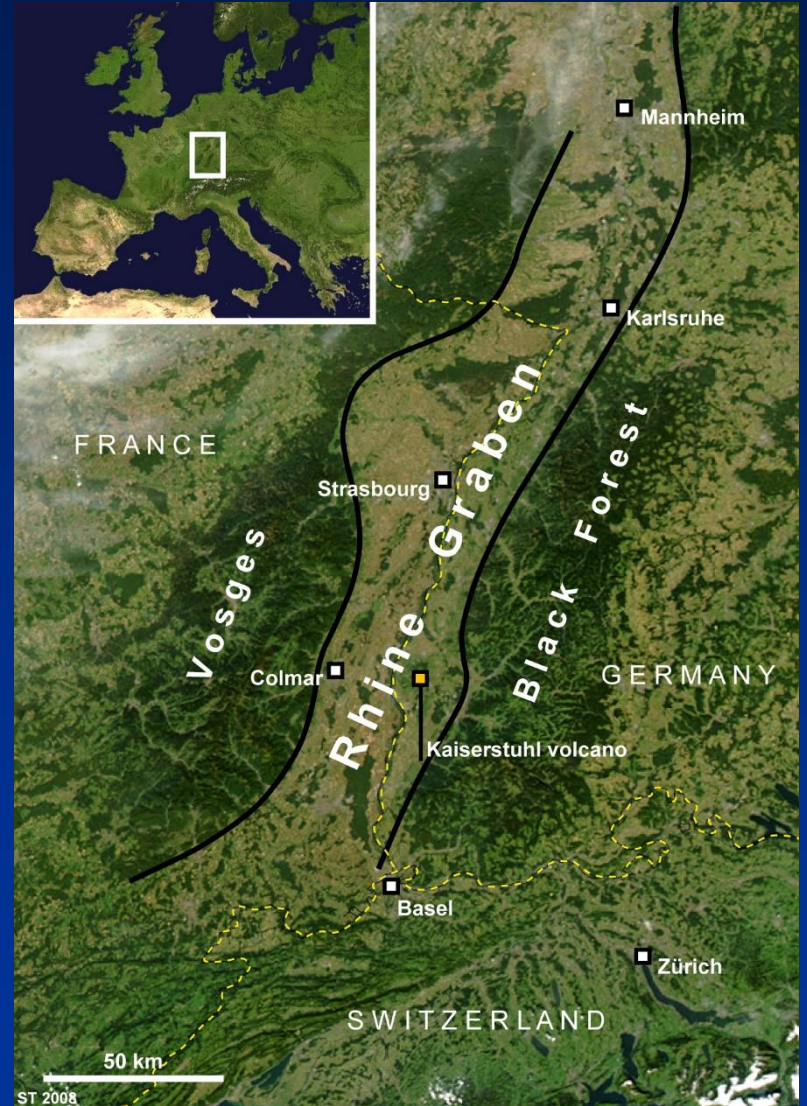 Mannheim
Karlsruhe
FRANCE
Strasbourg
Vosges
Rhine Graben
Black Forest
Colmar
GERMANY
Kaiserstuhl volcano
Basel
Zürich
SWITZERLAND
50 km
ST 2008